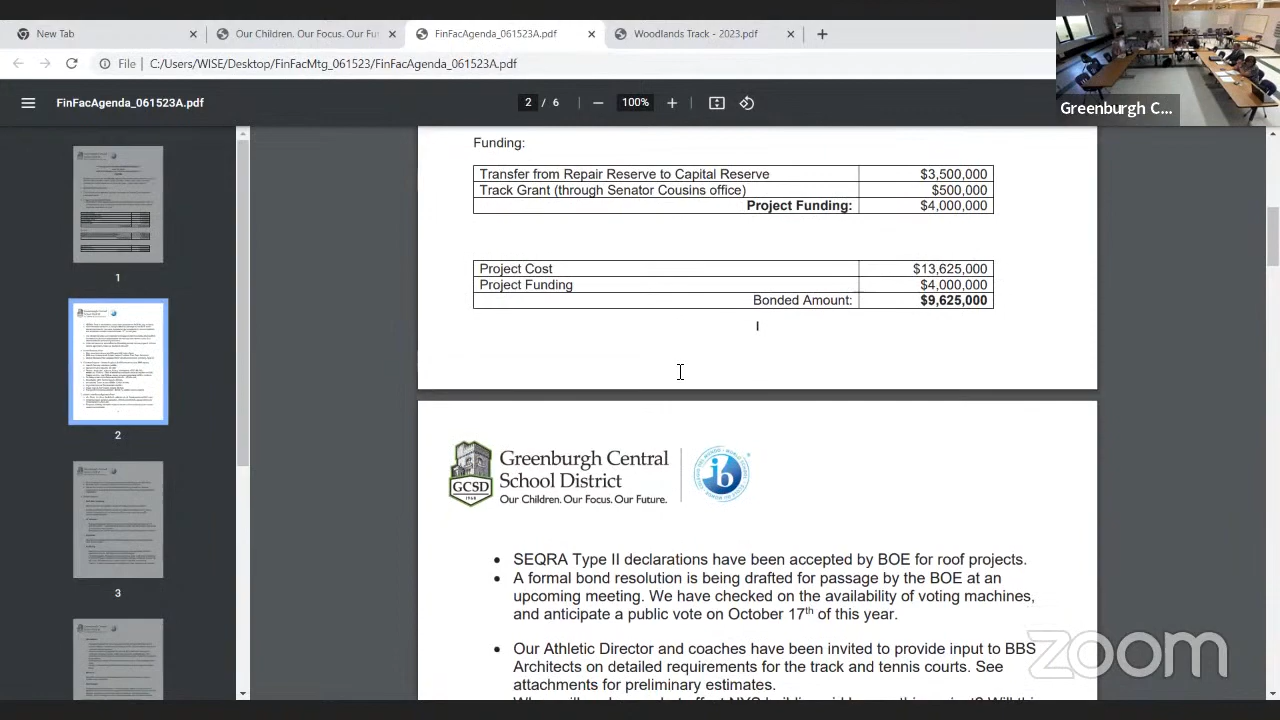 New Tab
Our Children. Our Focus. Our Fu
FinFacAgenda_061523A.pdf
Woodlands Track - 2023.pdf
File
C:/Users/WISE/Desktop/FinFacMtg_061523/FinFacAgenda_061523A.pdf
Greenburgh C...
FinFacAgenda_061523A.pdf
2 / 6
100%
Funding:
Transfer from Repair Reserve to Capital Reserve $3,500,000
Track Grant (through Senator Cousins office) $500,000
Project Funding: $4,000,000
Project Cost $13,625,000
Project Funding $4,000,000
Bonded Amount: $9,625,000
1
2
3
Greenburgh Central
School District
Our Children. Our Focus. Our Future.
GCSD
ib
• SEQRA Type II declarations have been accepted by BOE for roof projects.
• A formal bond resolution is being drafted for passage by the BOE at an
upcoming meeting. We have checked on the availability of voting machines,
and anticipate a public vote on October 17th of this year.
• Our Athletic Director and coaches have been invited to provide input to BBS
Architects on detailed requirements for the track and tennis courts. See
attachments for preliminary estimates.
zoom